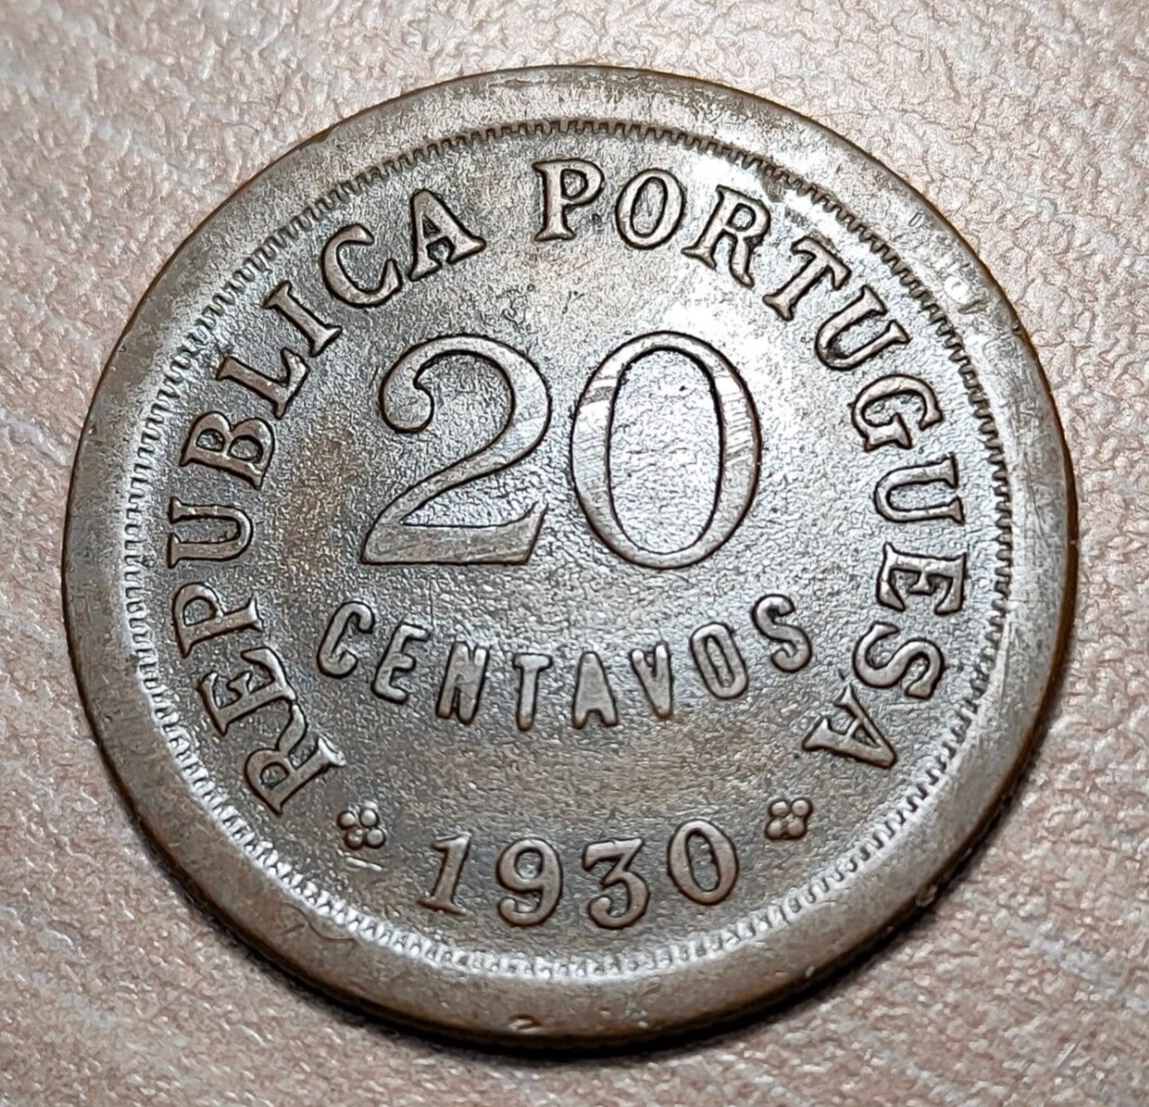 REPUBLICA PORTUGUESA
20
CENTAVOS
1930